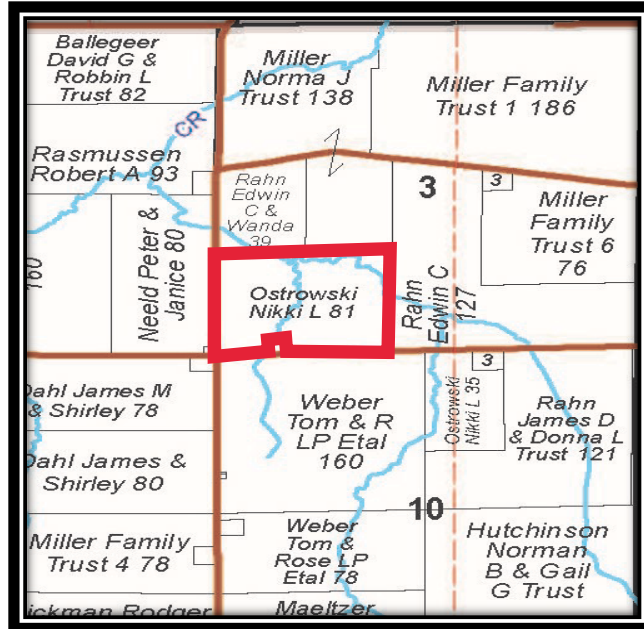 Ballegeer
David G &
Robbin L
Trust 82
Miller
Norma J
Trust 138
Miller Family
Trust 1 186
CR
Rasmussen
Robert A 93
Rahn
Edwin
C &
Wanda
39
3
3
Miller
Family
Trust 6
76
160
Neeld Peter &
Janice 80
Ostrowski
Nikki L 81
Rahn
Edwin C
127
Dahl James M
& Shirley 78
Weber
Tom & R
LP Etal
160
Ostrowski
Nikki L 35
3
Rahn
James D
& Donna L
Trust 121
Dahl James &
Shirley 80
10
Miller Family
Trust 4 78
Weber
Tom &
Rose LP
Etal 78
Hutchinson
Norman
B & Gail
G Trust
ickman Rodger
Maeltzer